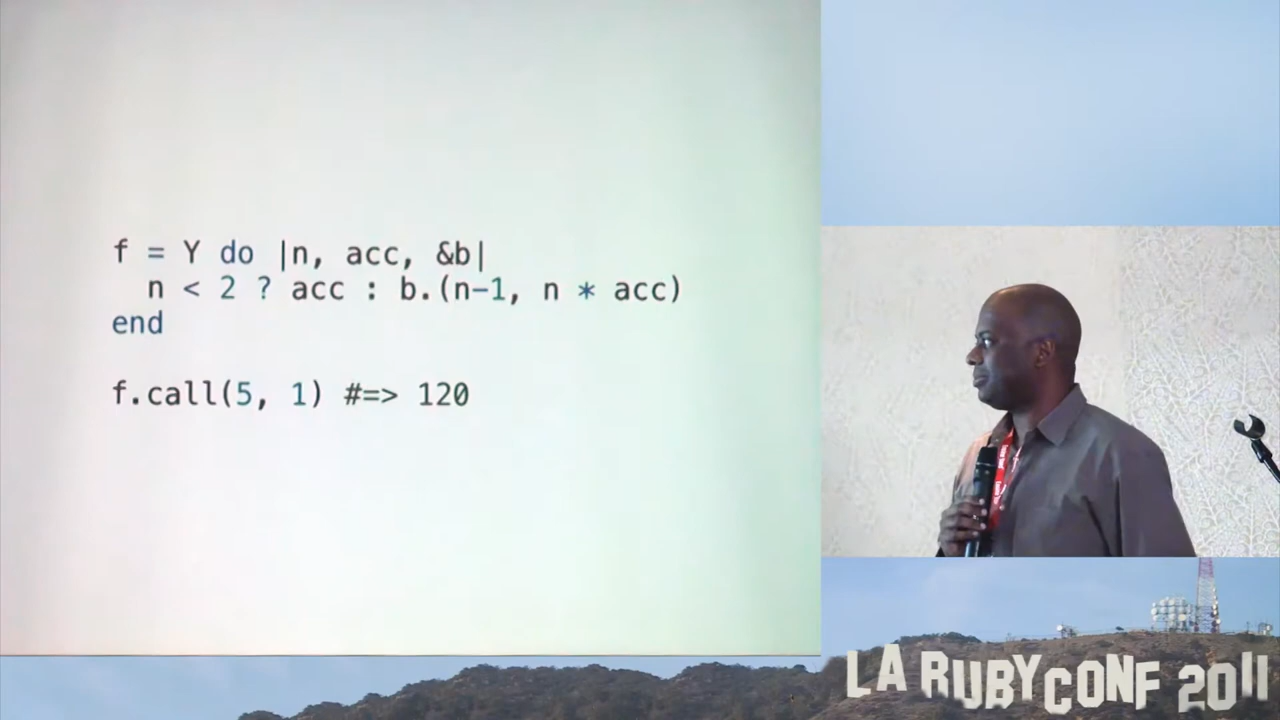 f = Y do |n, acc, &b|
  n < 2 ? acc : b.(n-1, n * acc)
end
f.call(5, 1) #=> 120
LA RUBYCONF 2011